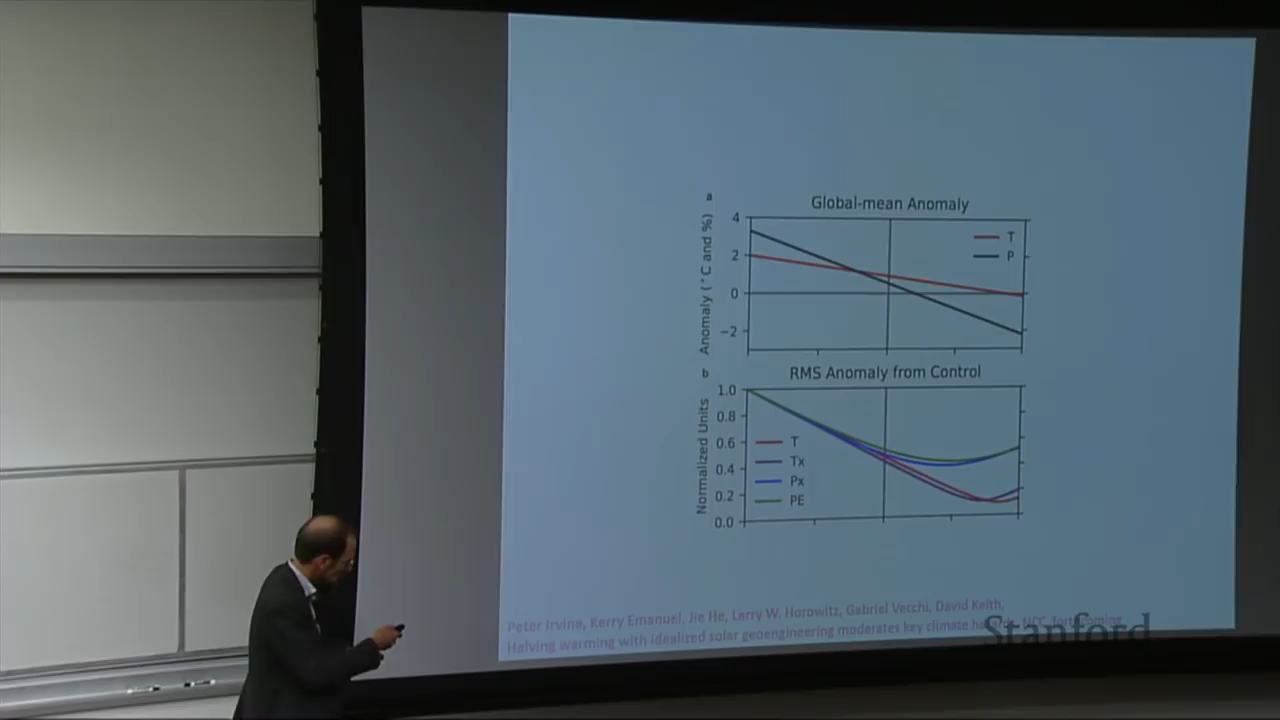 a
Global-mean Anomaly
Anomaly (°C and %)
4
2
0
−2
T
P
b
RMS Anomaly from Control
Normalized Units
1.0
0.8
0.6
0.4
0.2
0.0
T
Tx
Px
PE
Peter Irvine, Kerry Emanuel, Jie He, Larry W. Horowitz, Gabriel Vecchi, David Keith,
Halving warming with idealized solar geoengineering moderates key climate NCC, forthcoming
Stanford